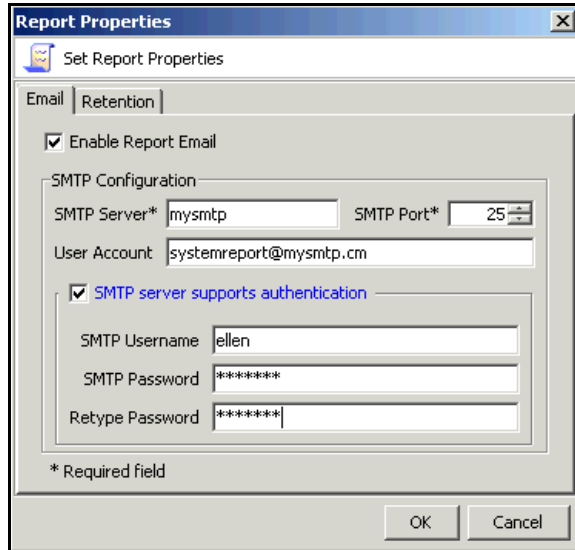 Report Properties
Set Report Properties
Email Retention
Enable Report Email
SMTP Configuration
SMTP Server* mysmtp SMTP Port* 25
User Account systemreport@mysmtp.cm
SMTP server supports authentication
SMTP Username ellen
SMTP Password *******
Retype Password *******
* Required field
OK Cancel